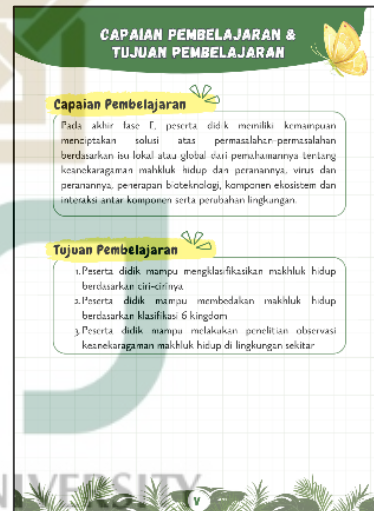 CAPAIAN PEMBELAJARAN &
TUJUAN PEMBELAJARAN
Capaian Pembelajaran
Pada akhir fase E, peserta didik memiliki kemampuan
menciptakan solusi atas permasalahan-permasalahan
berdasarkan isu lokal atau global dari pemahamannya tentang
keanekaragaman mahkluk hidup dan peranannya, virus dan
peranannya, penerapan bioteknologi, komponen ekosistem dan
interaksi antar komponen serta perubahan lingkungan.
Tujuan Pembelajaran
1. Peserta didik mampu mengklasifikasikan makhluk hidup
berdasarkan ciri-cirinya
2. Peserta didik mampu membedakan makhluk hidup
berdasarkan klasifikasi 6 kingdom
3. Peserta didik mampu melakukan penelitian observasi
keanekaragaman makhluk hidup di lingkungan sekitar
V